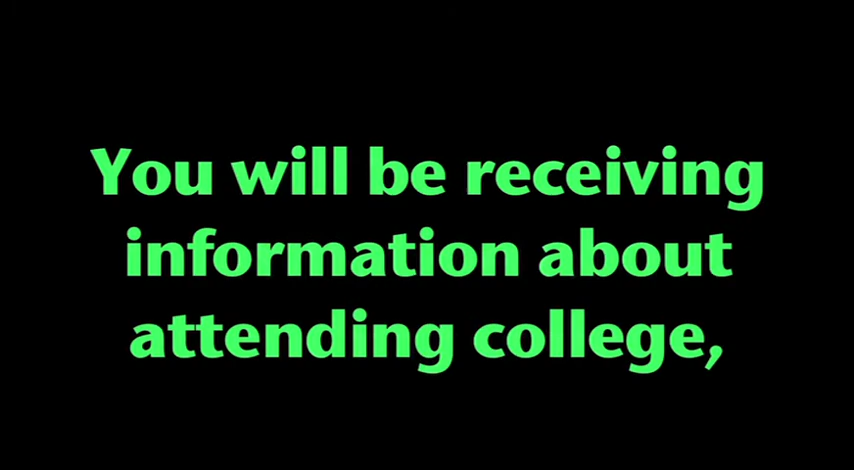 You will be receiving
information about
attending college,